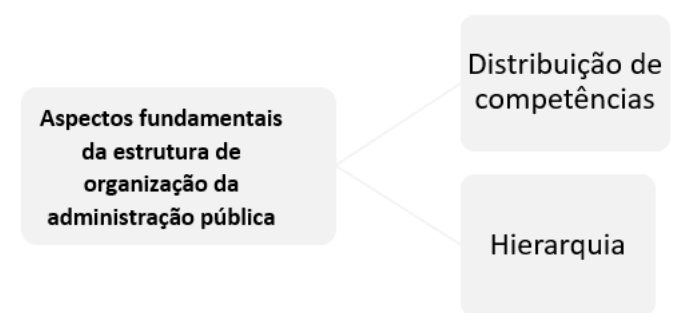 Aspectos fundamentais
da estrutura de
organização da
administração pública
Distribuição de
competências
Hierarquia